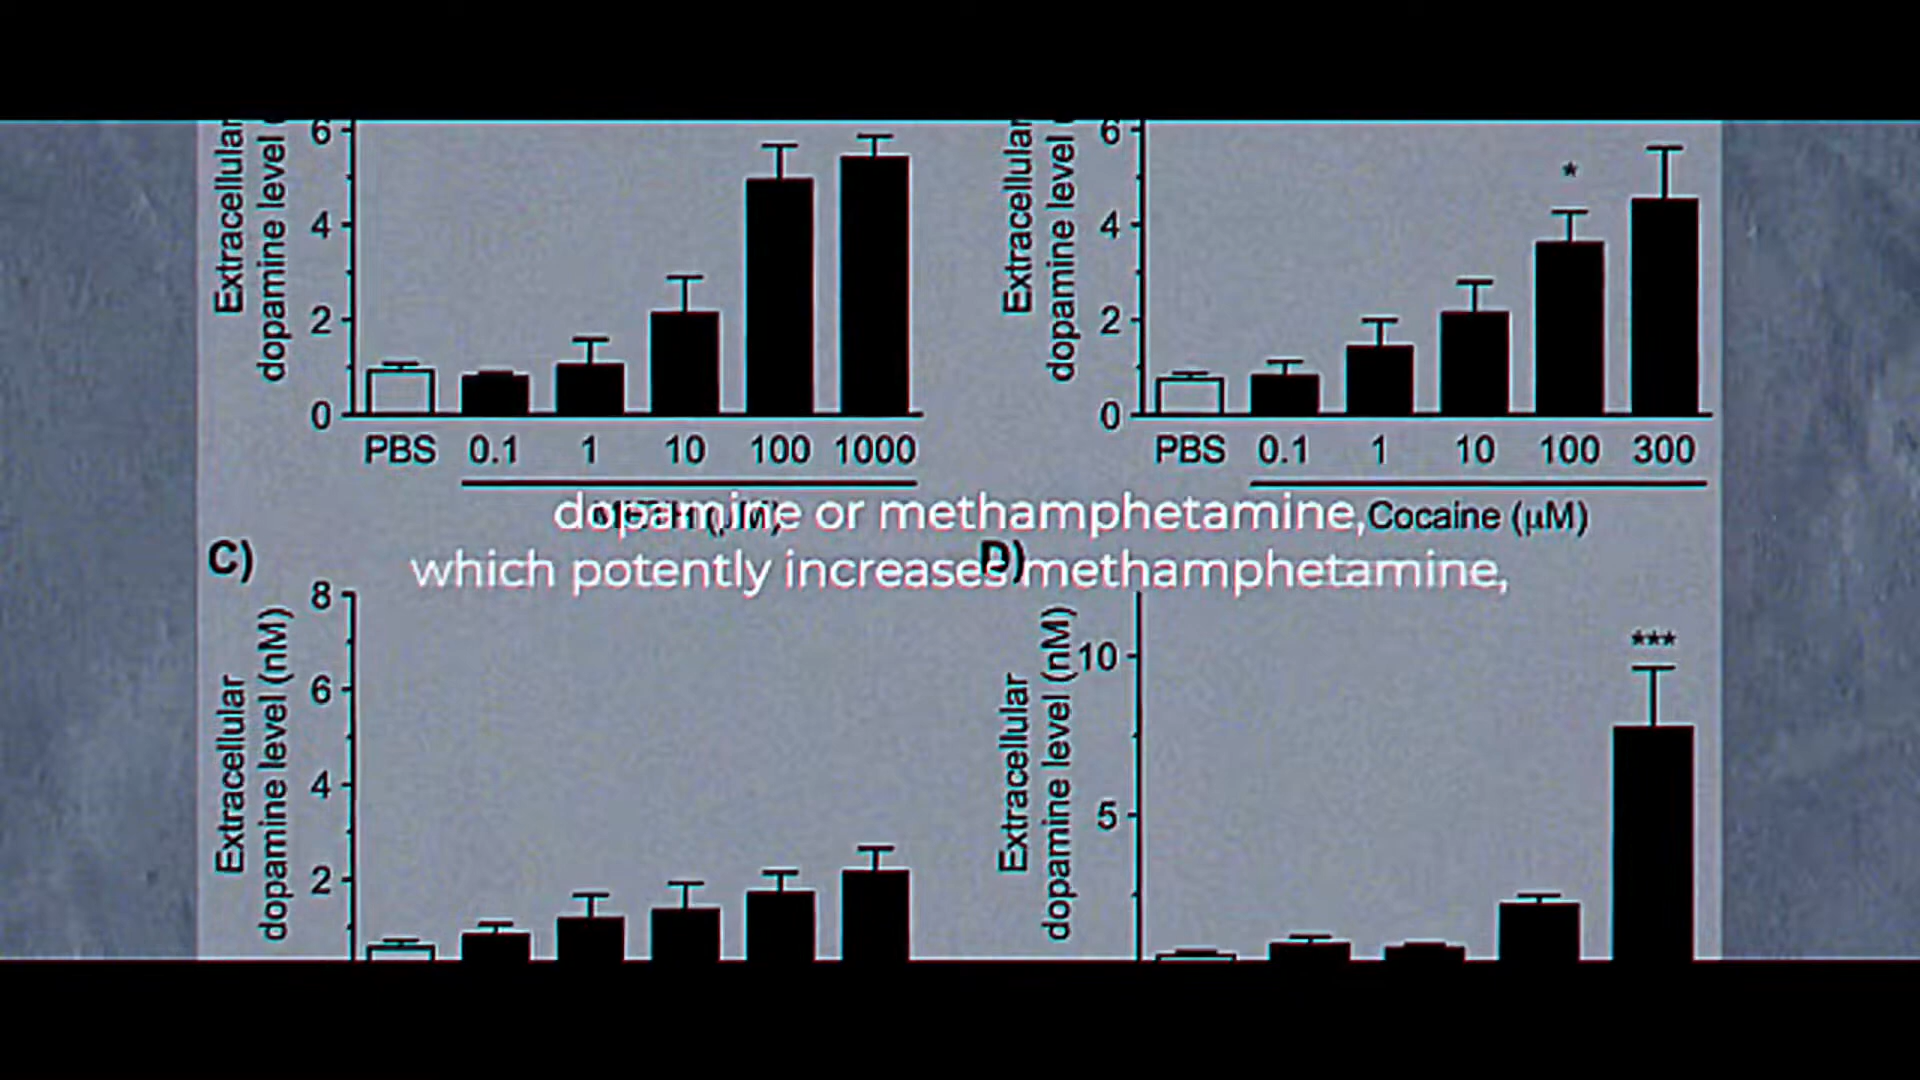 Extracellular
dopamine level
6
4
2
0
PBS 0.1 1 10 100 1000
Extracellular
dopamine level
6
4
2
0
*
PBS 0.1 1 10 100 300
Cocaine (μM)
dopamine or methamphetamine,
which potently increases methamphetamine,
C)
Extracellular
dopamine level (nM)
8
6
4
2
D)
Extracellular
dopamine level (nM)
10
5
***